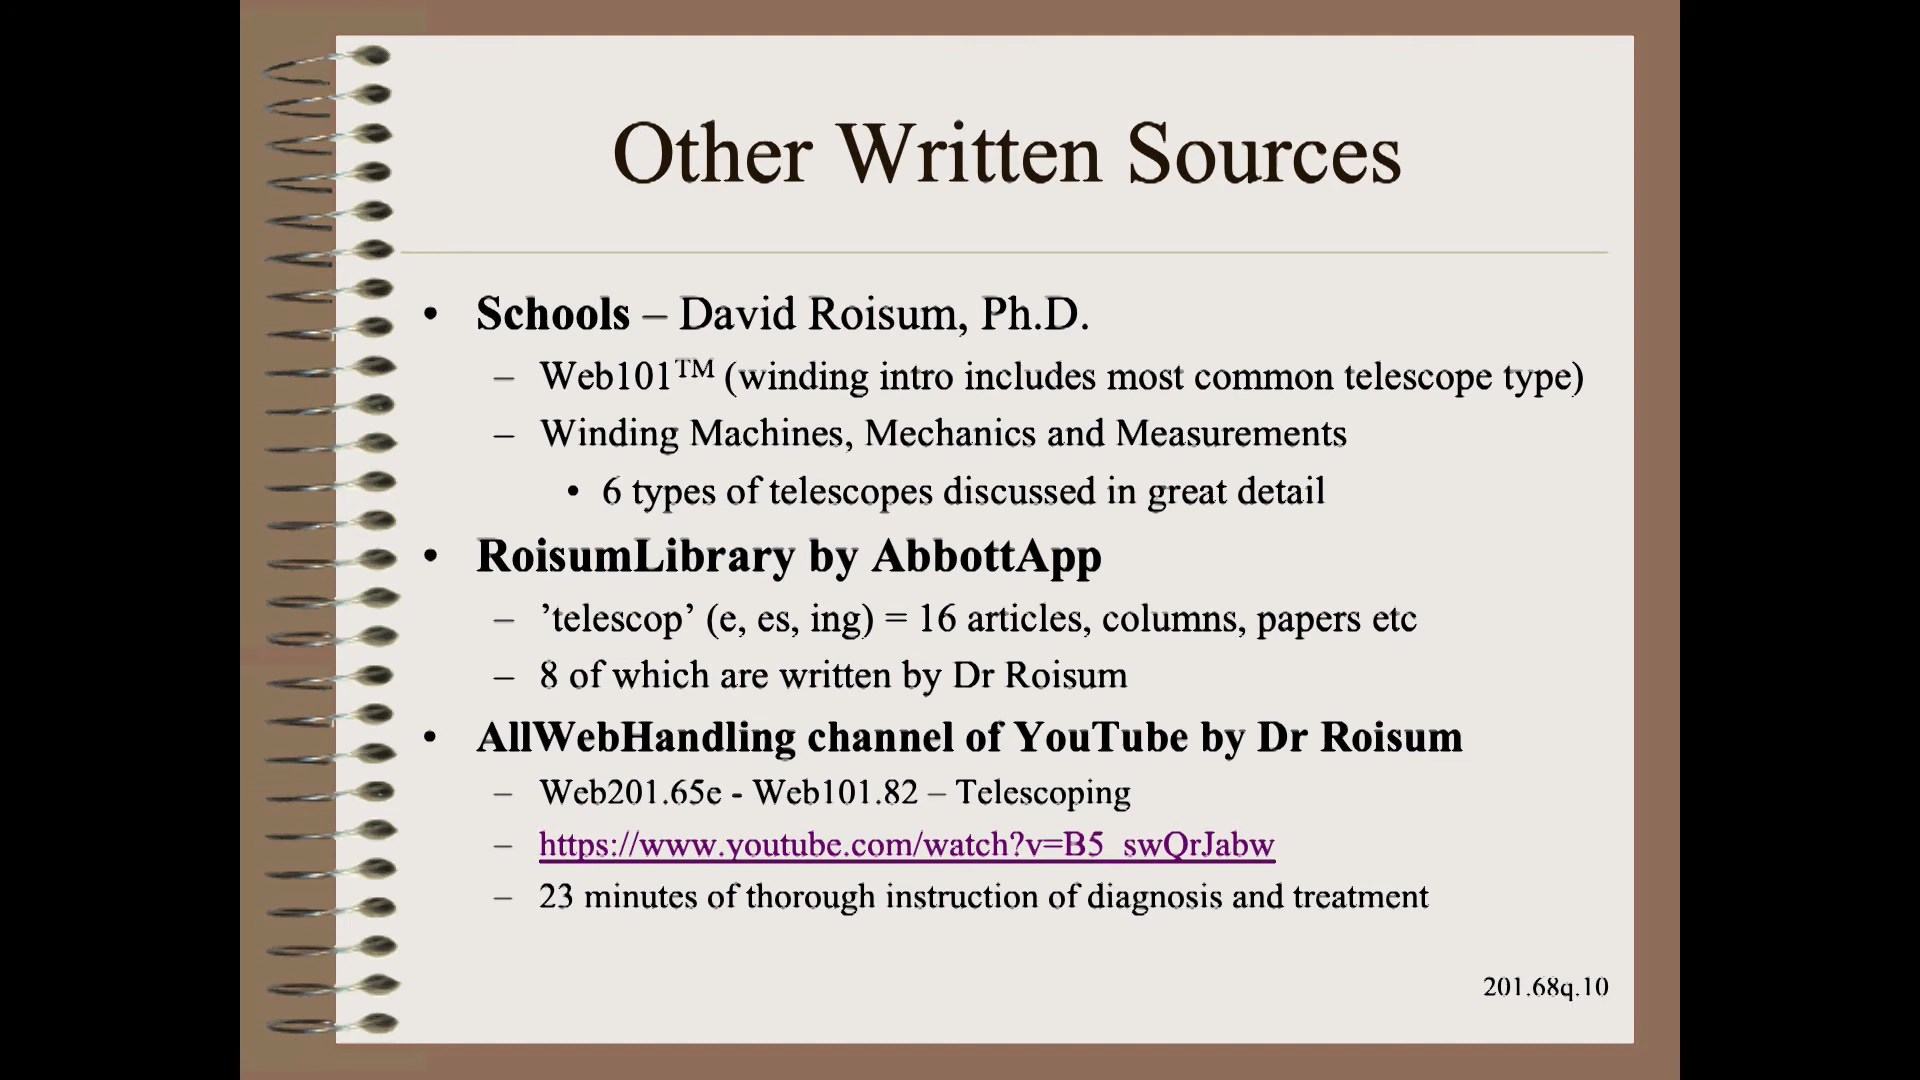 Other Written Sources
• Schools – David Roisum, Ph.D.
– Web101™ (winding intro includes most common telescope type)
– Winding Machines, Mechanics and Measurements
• 6 types of telescopes discussed in great detail
• RoisumLibrary by AbbottApp
– ’telescop’ (e, es, ing) = 16 articles, columns, papers etc
– 8 of which are written by Dr Roisum
• AllWebHandling channel of YouTube by Dr Roisum
– Web201.65e - Web101.82 – Telescoping
– https://www.youtube.com/watch?v=B5_swQrJabw
– 23 minutes of thorough instruction of diagnosis and treatment
201.68q.10